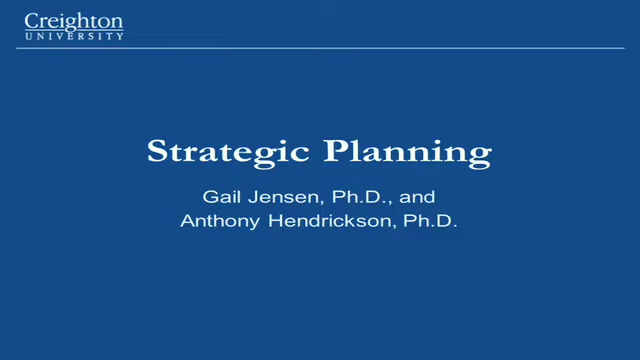 Creighton
UNIVERSITY
Strategic Planning
Gail Jensen, Ph.D., and
Anthony Hendrickson, Ph.D.